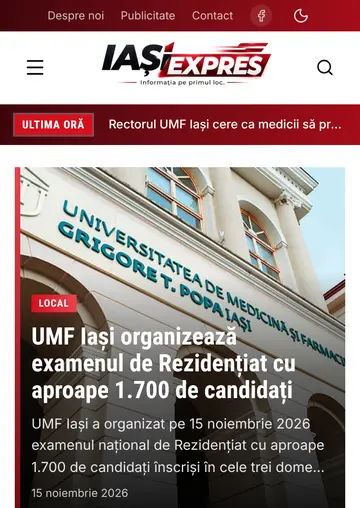 Despre noi Publicitate Contact
IAȘI EXPRES
Informația pe primul loc.
ULTIMA ORĂ Rectorul UMF Iași cere ca medicii să pr...
UNIVERSITATEA DE MEDICINĂ ȘI FARMACIE
GRIGORE T. POPA IAȘI
LOCAL
UMF Iași organizează
examenul de Rezidențiat cu
aproape 1.700 de candidați
UMF Iași a organizat pe 15 noiembrie 2026
examenul național de Rezidențiat cu aproape
1.700 de candidați înscriși în cele trei dome...
15 noiembrie 2026